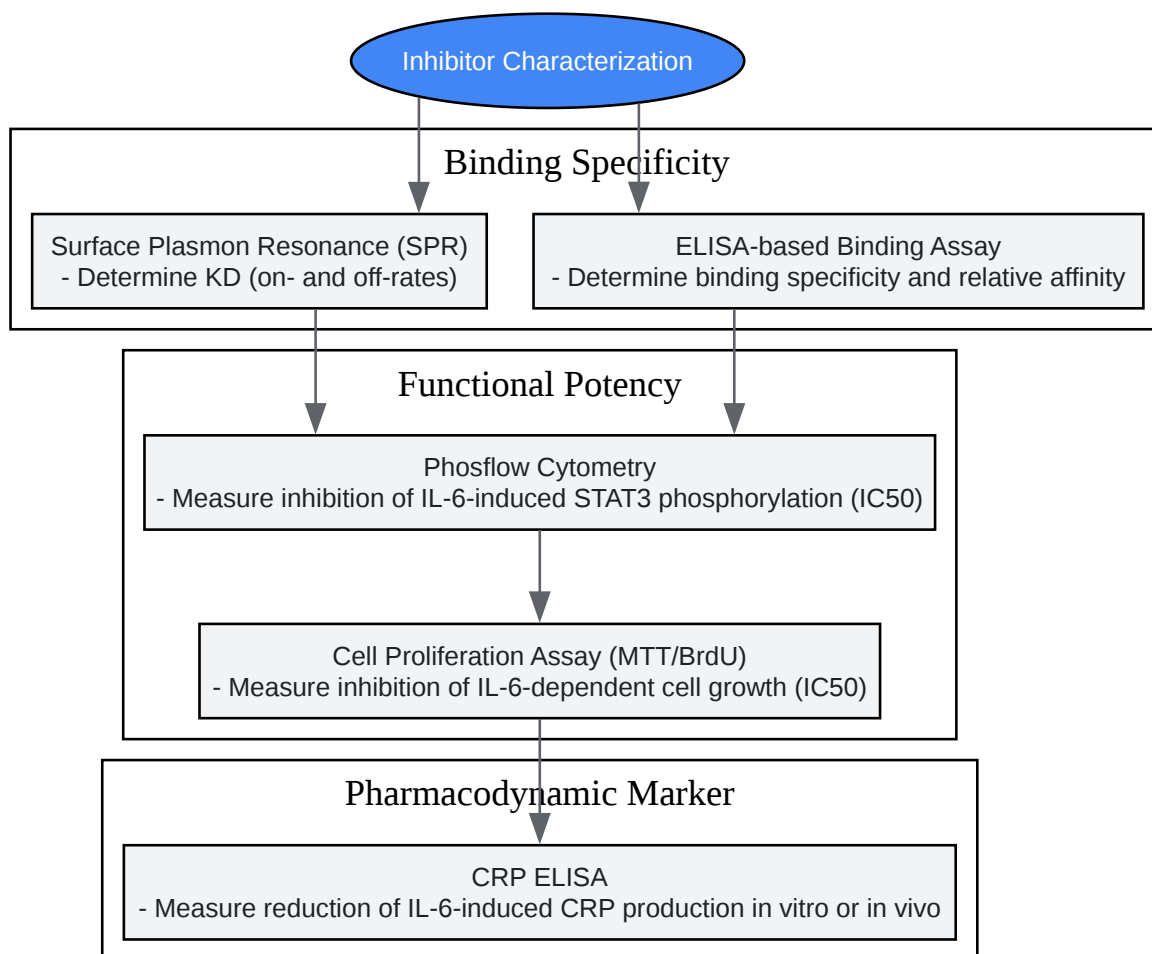 Inhibitor Characterization
Binding Specificity
Surface Plasmon Resonance (SPR)
- Determine KD (on- and off-rates)
ELISA-based Binding Assay
- Determine binding specificity and relative affinity
Functional Potency
Phosflow Cytometry
- Measure inhibition of IL-6-induced STAT3 phosphorylation (IC50)
Cell Proliferation Assay (MTT/BrdU)
- Measure inhibition of IL-6-dependent cell growth (IC50)
Pharmacodynamic Marker
CRP ELISA
- Measure reduction of IL-6-induced CRP production in vitro or in vivo